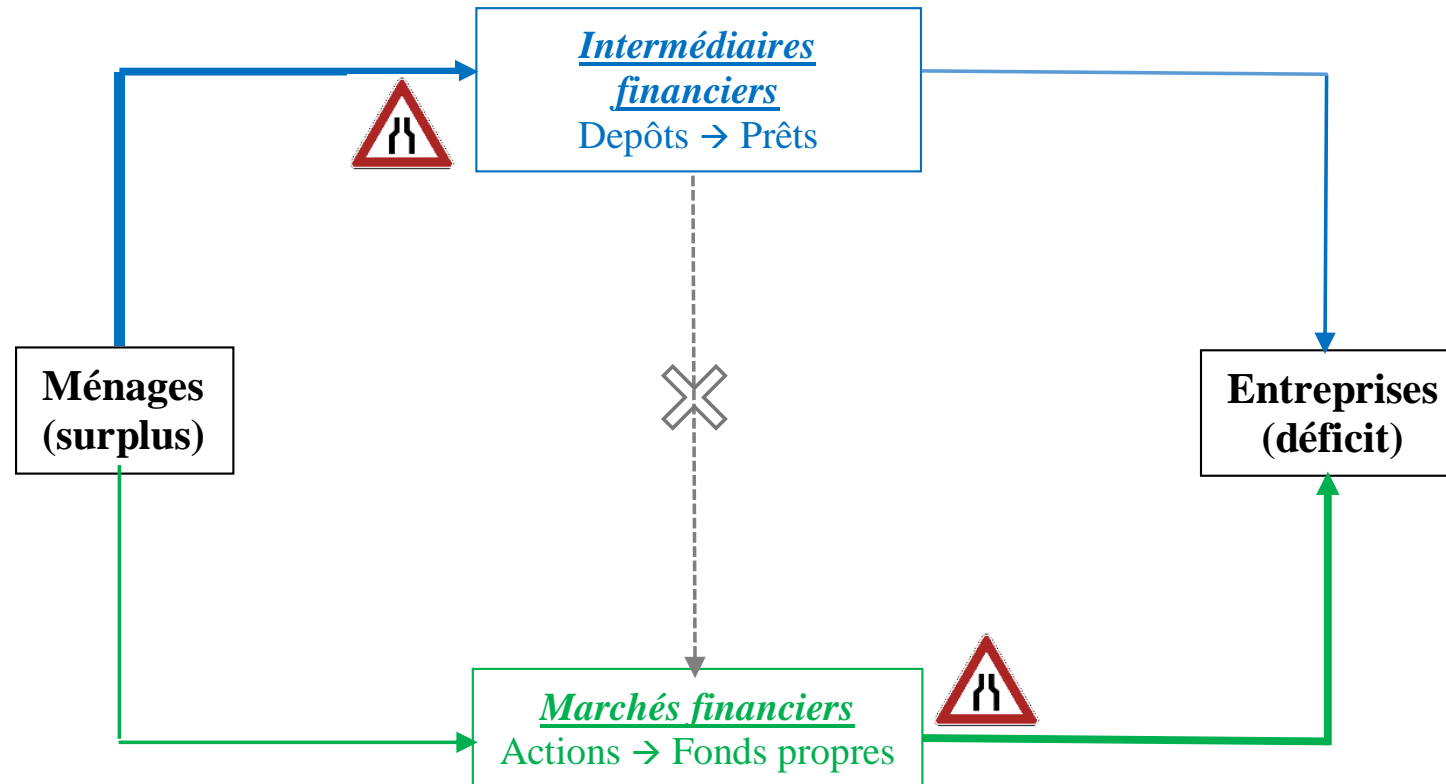 Intermédiaires
financiers
Depôts → Prêts
Ménages
(surplus)
Entreprises
(déficit)
Marchés financiers
Actions → Fonds propres